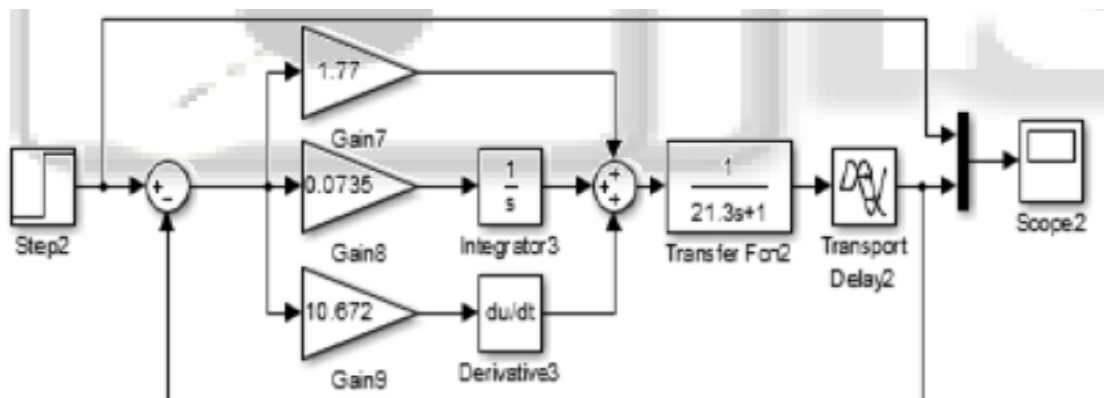 1.77
Gain7
Step2
+
-
0.0735
Gain8
1
s
Integrator3
+
+
+
1
21.3s+1
Transfer Fcn2
Transport
Delay2
Scope2
10.672
Gain9
du/dt
Derivative3